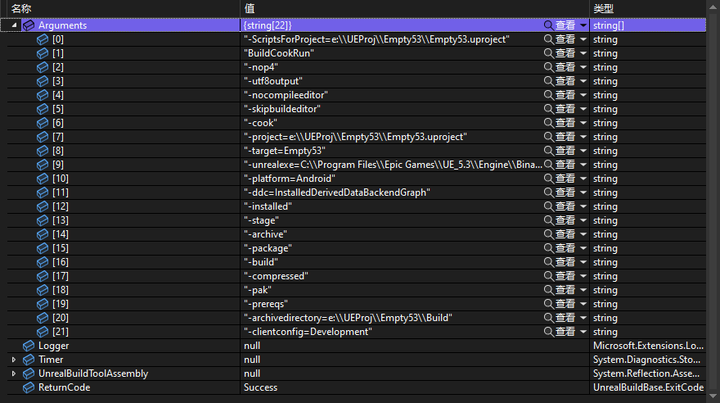 名称 值 类型
Arguments {string[22]} 查看 string[]
[0] "-ScriptsForProject=e:\\UEProj\\Empty53\\Empty53.uproject" 查看 string
[1] "BuildCookRun" 查看 string
[2] "-nop4" 查看 string
[3] "-utf8output" 查看 string
[4] "-nocompileeditor" 查看 string
[5] "-skipbuildeditor" 查看 string
[6] "-cook" 查看 string
[7] "-project=e:\\UEProj\\Empty53\\Empty53.uproject" 查看 string
[8] "-target=Empty53" 查看 string
[9] "-unrealexe=C:\\Program Files\\Epic Games\\UE_5.3\\Engine\\Bina... 查看 string
[10] "-platform=Android" 查看 string
[11] "-ddc=InstalledDerivedDataBackendGraph" 查看 string
[12] "-installed" 查看 string
[13] "-stage" 查看 string
[14] "-archive" 查看 string
[15] "-package" 查看 string
[16] "-build" 查看 string
[17] "-compressed" 查看 string
[18] "-pak" 查看 string
[19] "-prereqs" 查看 string
[20] "-archivedirectory=e:\\UEProj\\Empty53\\Build" 查看 string
[21] "-clientconfig=Development" 查看 string
Logger null Microsoft.Extensions.Lo...
Timer null System.Diagnostics.Sto...
UnrealBuildToolAssembly null System.Reflection.Asse...
ReturnCode Success UnrealBuildBase.ExitCode